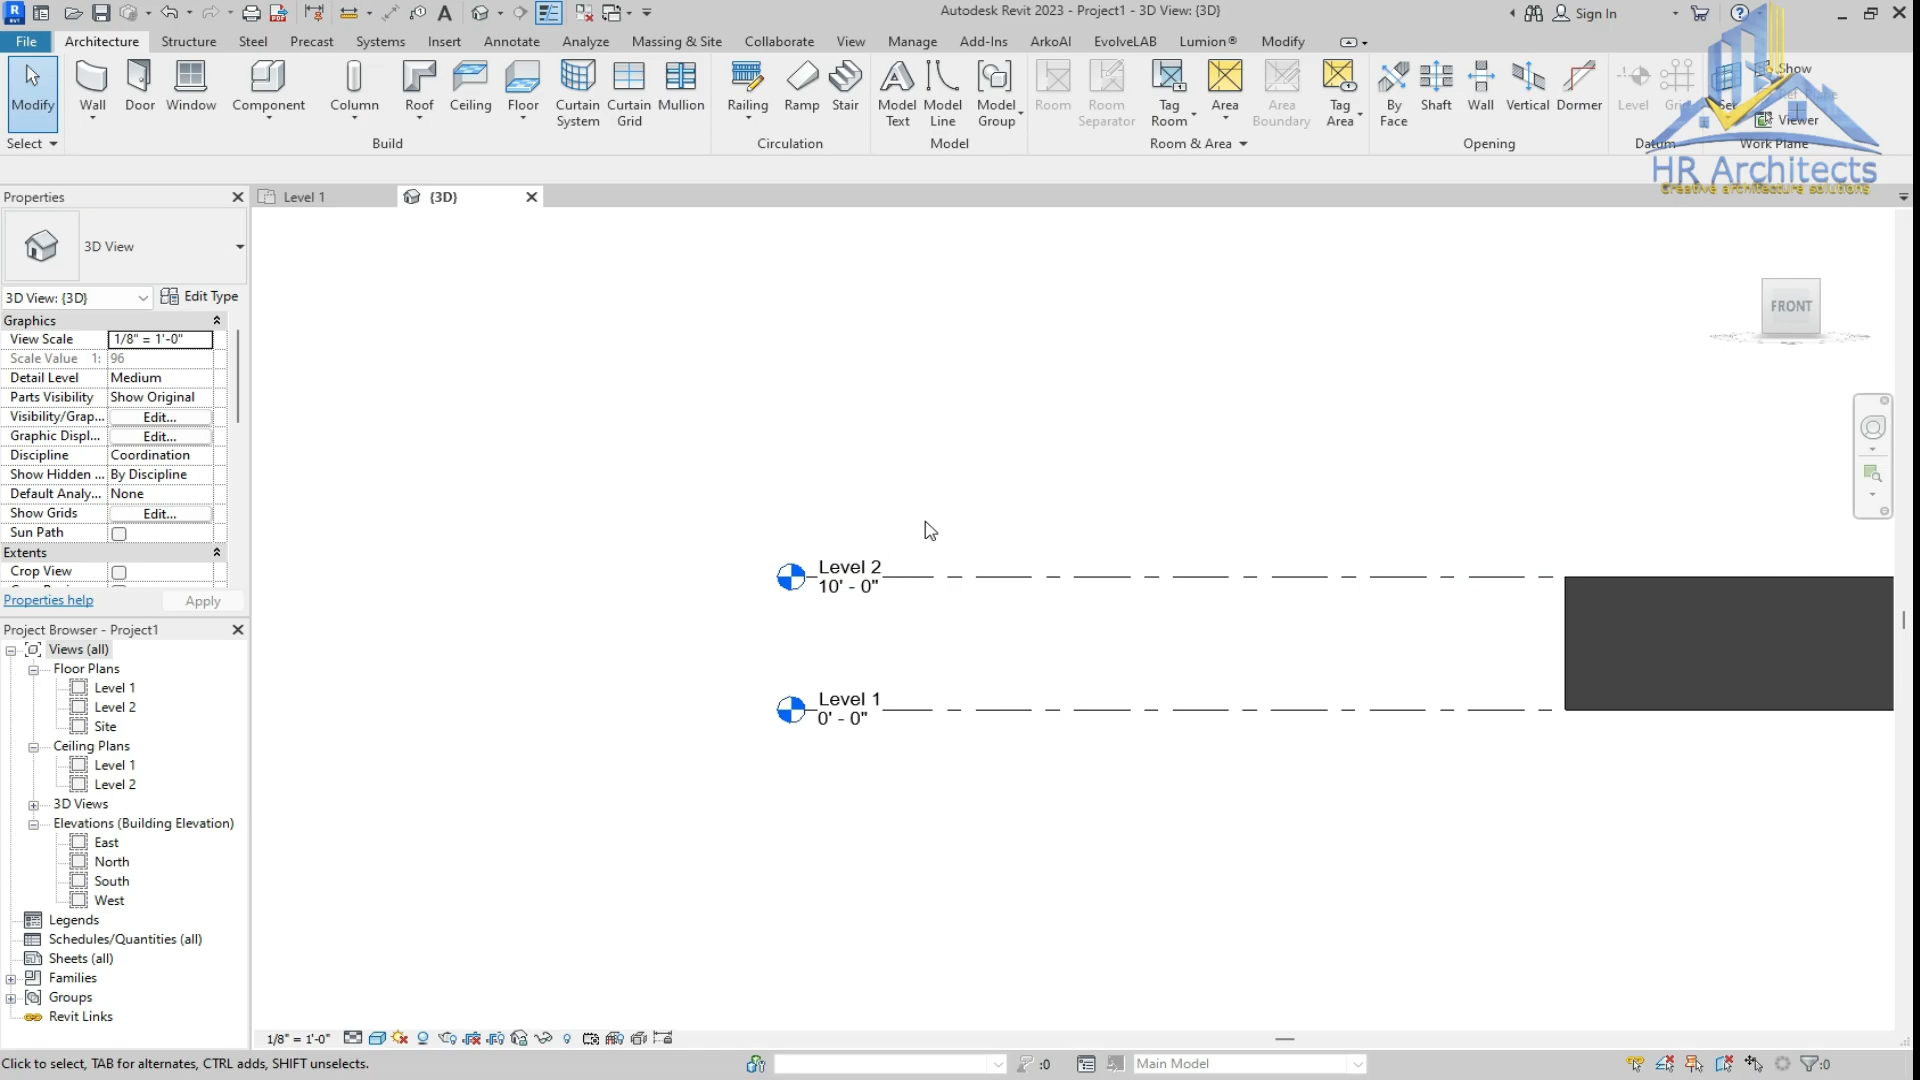 Autodesk Revit 2023 - Project1 - 3D View: {3D}
Sign In
File Architecture Structure Steel Precast Systems Insert Annotate Analyze Massing & Site Collaborate View Manage Add-Ins ArkoAI EvolveLAB Lumion® Modify
Modify Wall Door Window Component Column Roof Ceiling Floor Curtain System Curtain Grid Mullion Railing Ramp Stair Model Text Model Line Model Group Room Room Separator Tag Room Area Area Boundary Tag Area By Face Shaft Wall Vertical Dormer Level Show
Viewer
Select Build Circulation Model Room & Area Opening Datum Work Plane
HR Architects
Creative architecture solutions
Properties
Level 1
{3D}
3D View
3D View: {3D}
Edit Type
Graphics
View Scale 1/8" = 1'-0"
Scale Value 1: 96
Detail Level Medium
Parts Visibility Show Original
Visibility/Grap... Edit...
Graphic Displ... Edit...
Discipline Coordination
Show Hidden ... By Discipline
Default Analy... None
Show Grids Edit...
Sun Path
Extents
Crop View
Properties help Apply
FRONT
Level 2
10' - 0"
Level 1
0' - 0"
Project Browser - Project1
Views (all)
Floor Plans
Level 1
Level 2
Site
Ceiling Plans
Level 1
Level 2
3D Views
Elevations (Building Elevation)
East
North
South
West
Legends
Schedules/Quantities (all)
Sheets (all)
Families
Groups
Revit Links
1/8" = 1'-0"
Click to select, TAB for alternates, CTRL adds, SHIFT unselects.
:0
Main Model
:0